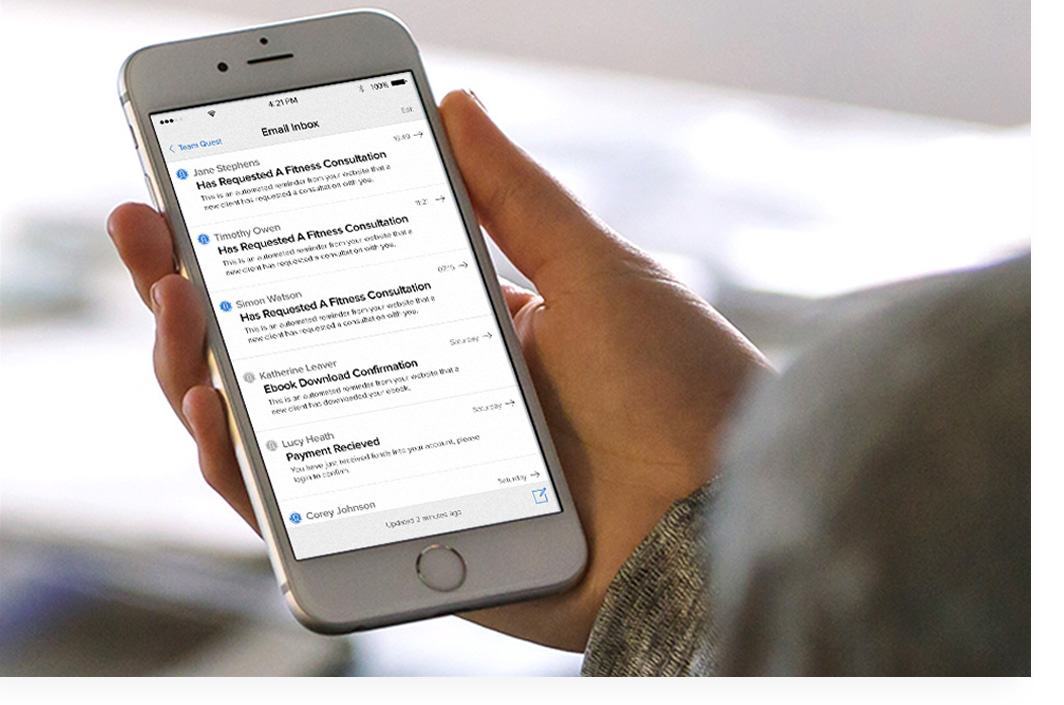 4:21 PM
100%
Team Quest
Email Inbox
Edit
Jane Stephens
Has Requested A Fitness Consultation
This is an automated reminder from your website that a
new client has requested a consultation with you.
11:21
Timothy Owen
Has Requested A Fitness Consultation
This is an automated reminder from your website that a
new client has requested a consultation with you.
07:15
Simon Watson
Has Requested A Fitness Consultation
This is an automated reminder from your website that a
new client has requested a consultation with you.
Saturday
Katherine Leaver
Ebook Download Confirmation
This is an automated reminder from your website that a
new client has downloaded your ebook.
Saturday
Lucy Heath
Payment Recieved
You have just received funds into your account, please
login to confirm.
Saturday
Corey Johnson
Updated 2 minutes ago